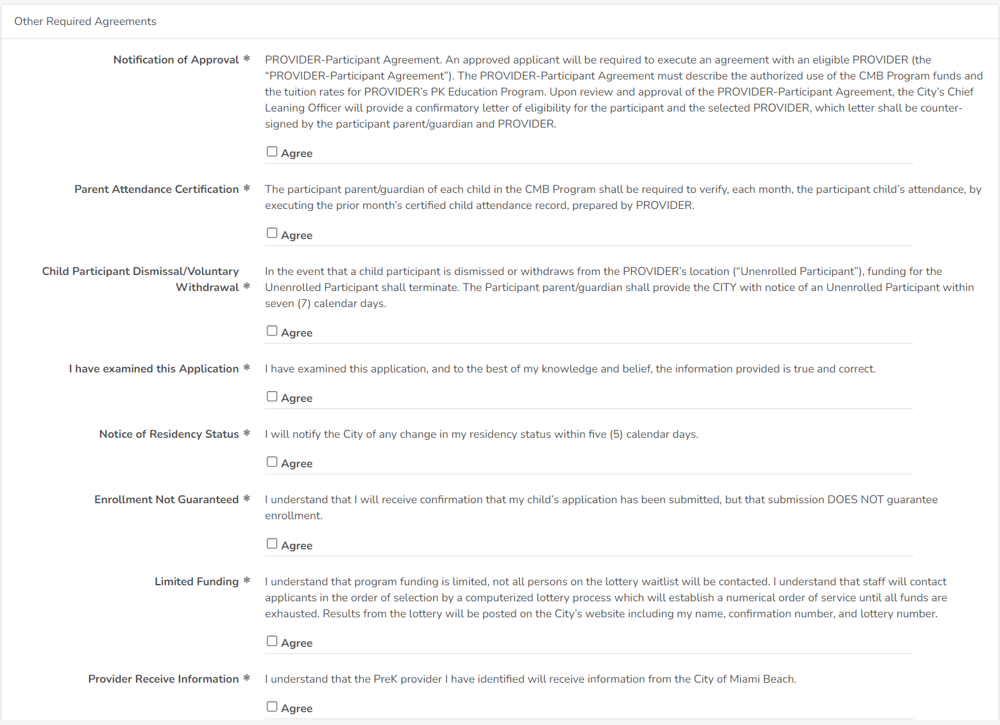 Other Required Agreements
Notification of Approval *
PROVIDER-Participant Agreement. An approved applicant will be required to execute an agreement with an eligible PROVIDER (the
“PROVIDER-Participant Agreement”). The PROVIDER-Participant Agreement must describe the authorized use of the CMB Program funds and
the tuition rates for PROVIDER’s PK Education Program. Upon review and approval of the PROVIDER-Participant Agreement, the City’s Chief
Leaning Officer will provide a confirmatory letter of eligibility for the participant and the selected PROVIDER, which letter shall be counter-
signed by the participant parent/guardian and PROVIDER.
Agree
Parent Attendance Certification *
The participant parent/guardian of each child in the CMB Program shall be required to verify, each month, the participant child’s attendance, by
executing the prior month’s certified child attendance record, prepared by PROVIDER.
Agree
Child Participant Dismissal/Voluntary
Withdrawal *
In the event that a child participant is dismissed or withdraws from the PROVIDER’s location (“Unenrolled Participant”), funding for the
Unenrolled Participant shall terminate. The Participant parent/guardian shall provide the CITY with notice of an Unenrolled Participant within
seven (7) calendar days.
Agree
I have examined this Application *
I have examined this application, and to the best of my knowledge and belief, the information provided is true and correct.
Agree
Notice of Residency Status *
I will notify the City of any change in my residency status within five (5) calendar days.
Agree
Enrollment Not Guaranteed *
I understand that I will receive confirmation that my child’s application has been submitted, but that submission DOES NOT guarantee
enrollment.
Agree
Limited Funding *
I understand that program funding is limited, not all persons on the lottery waitlist will be contacted. I understand that staff will contact
applicants in the order of selection by a computerized lottery process which will establish a numerical order of service until all funds are
exhausted. Results from the lottery will be posted on the City’s website including my name, confirmation number, and lottery number.
Agree
Provider Receive Information *
I understand that the PreK provider I have identified will receive information from the City of Miami Beach.
Agree